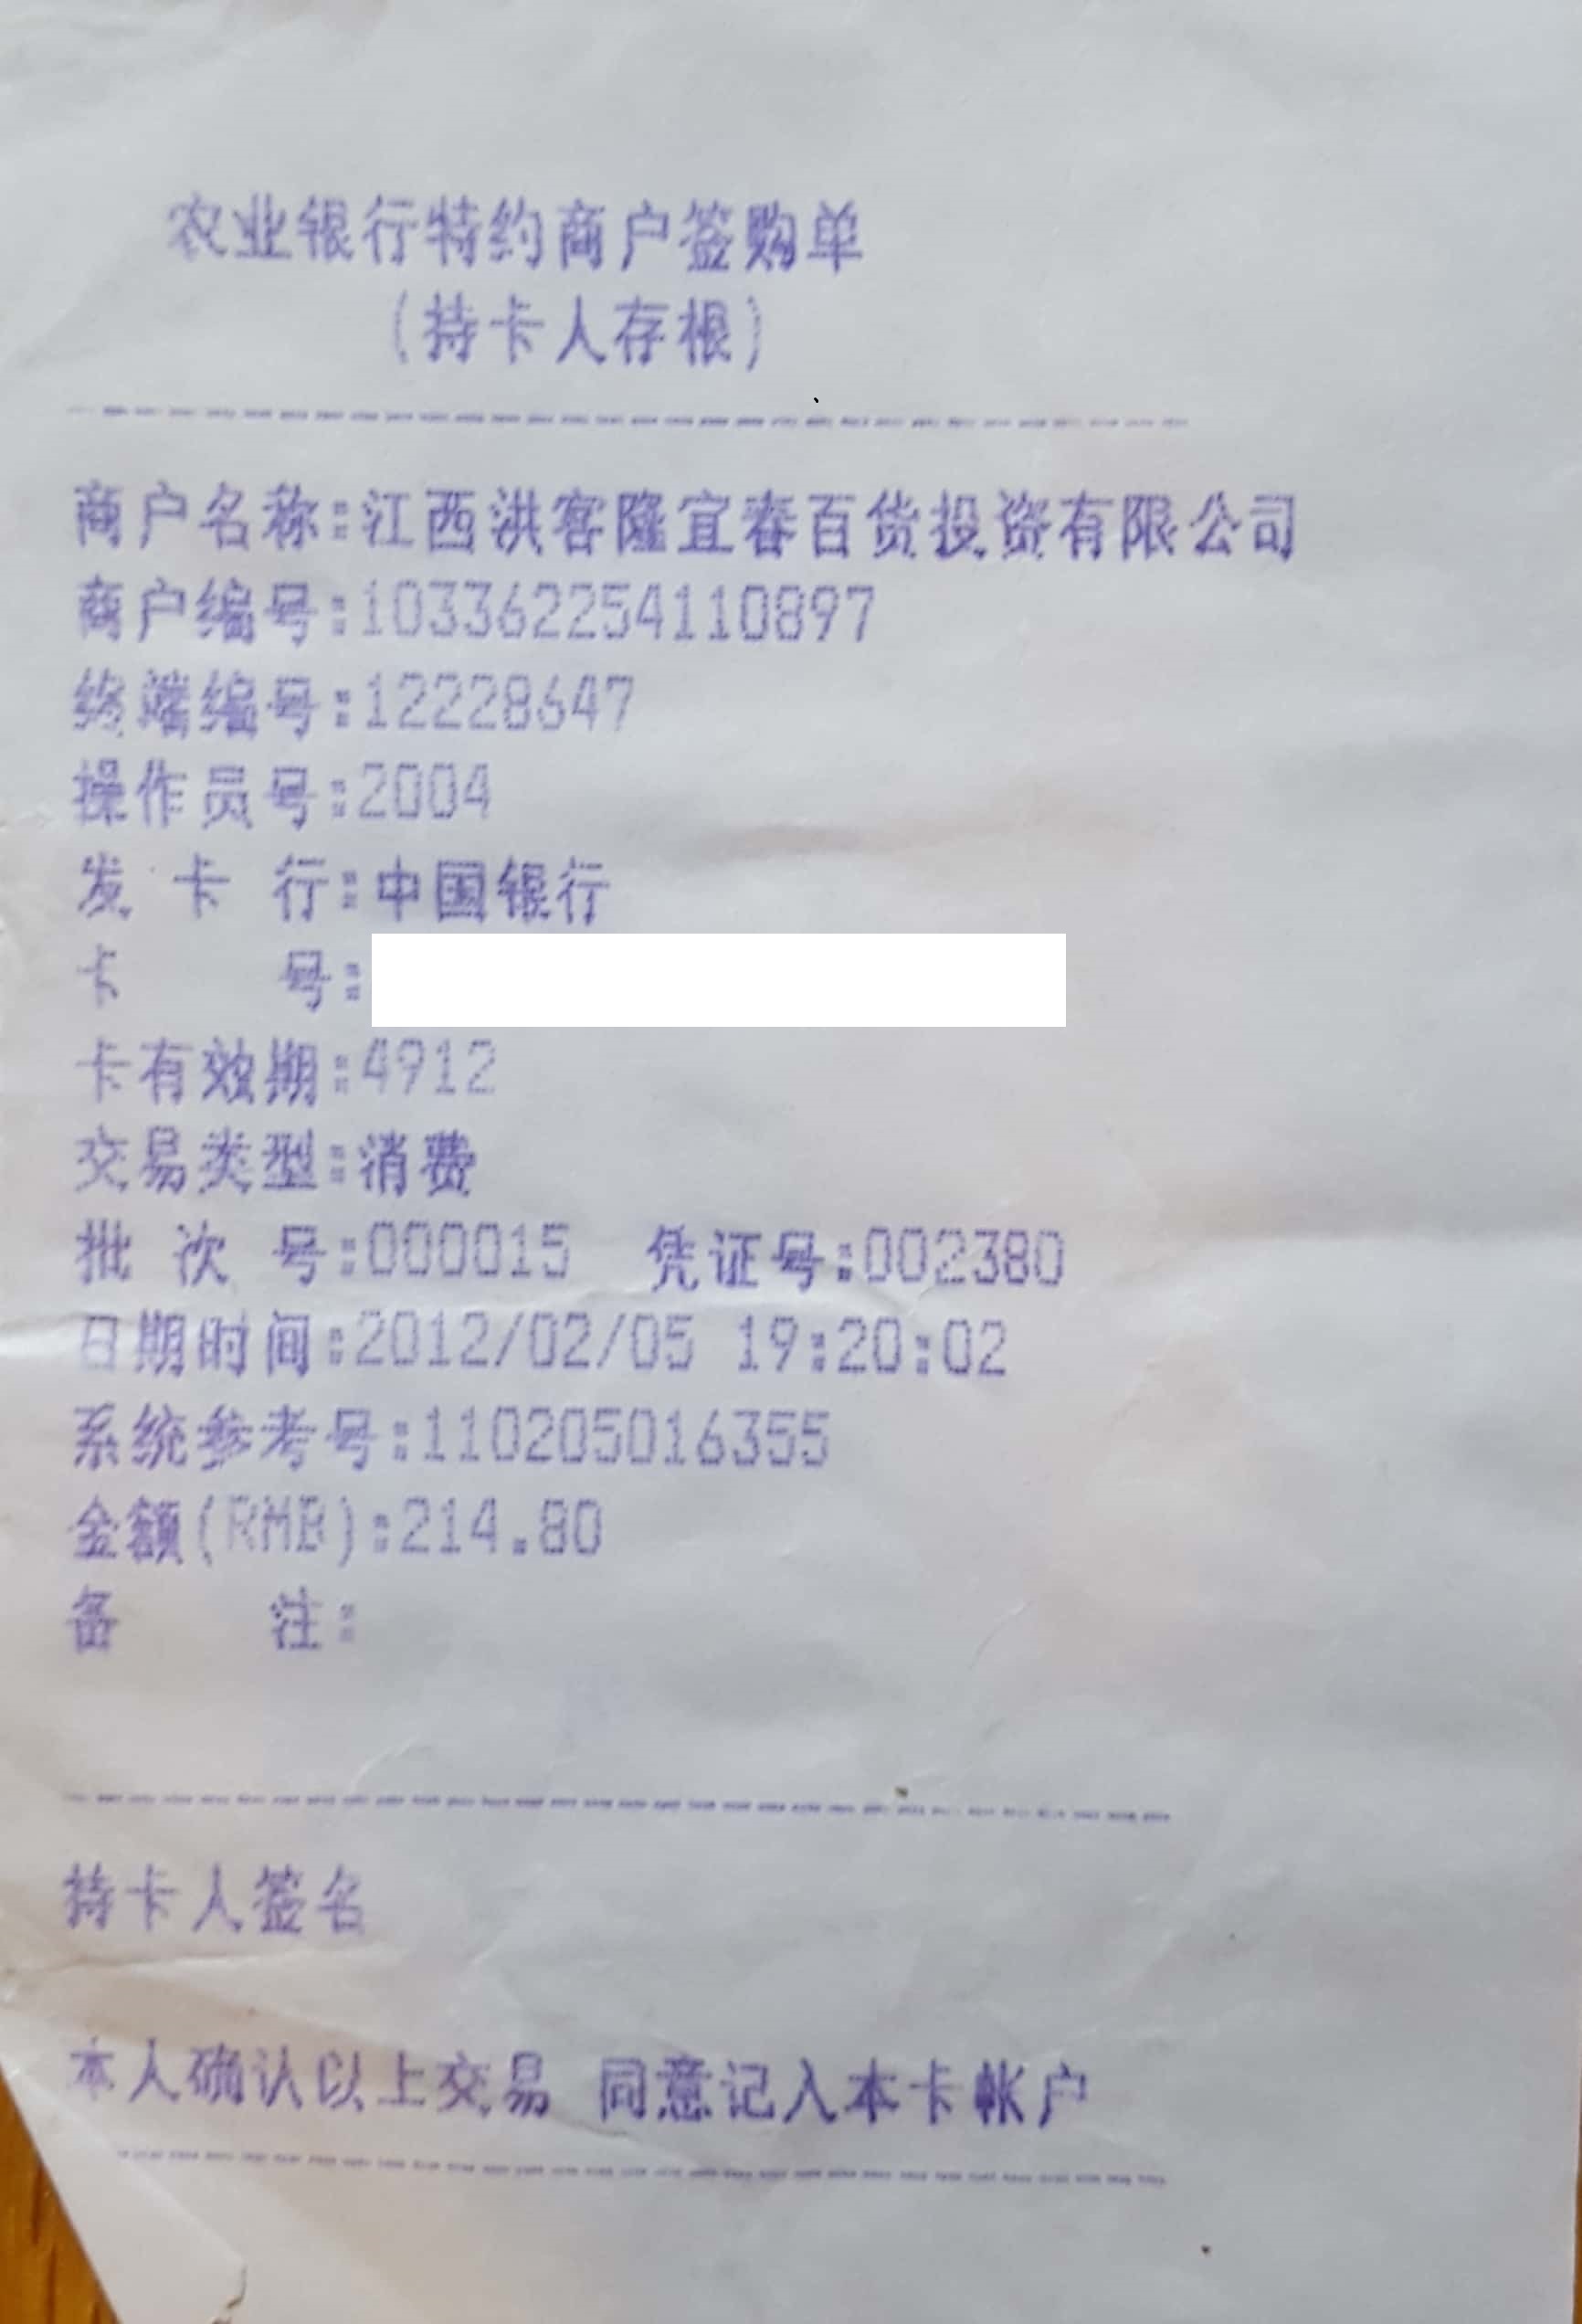 农业银行特约商户签购单
(持卡人存根)
商户名称:江西洪客隆宜春百货投资有限公司
商户编号:103362254110897
终端编号:12228647
操作员号:2004
发 卡 行:中国银行
卡 号:
卡有效期:4912
交易类型:消费
批 次 号:000015 凭证号:002380
日期时间:2012/02/05 19:20:02
系统参考号:110205016355
金额(RMB):214.80
备 注:
持卡人签名
本人确认以上交易 同意记入本卡帐户